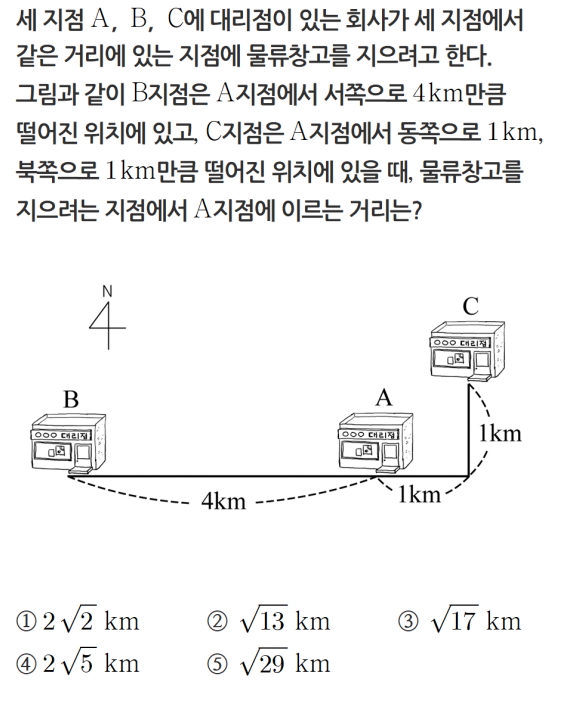 세 지점 A, B, C에 대리점이 있는 회사가 세 지점에서
같은 거리에 있는 지점에 물류창고를 지으려고 한다.
그림과 같이 B지점은 A지점에서 서쪽으로 4km만큼
떨어진 위치에 있고, C지점은 A지점에서 동쪽으로 1km,
북쪽으로 1km만큼 떨어진 위치에 있을 때, 물류창고를
지으려는 지점에서 A지점에 이르는 거리는?
N
C
○○○ 대리점
B
A
○○○ 대리점
○○○ 대리점
1km
4km
1km
① 2√2 km ② √13 km ③ √17 km
④ 2√5 km ⑤ √29 km